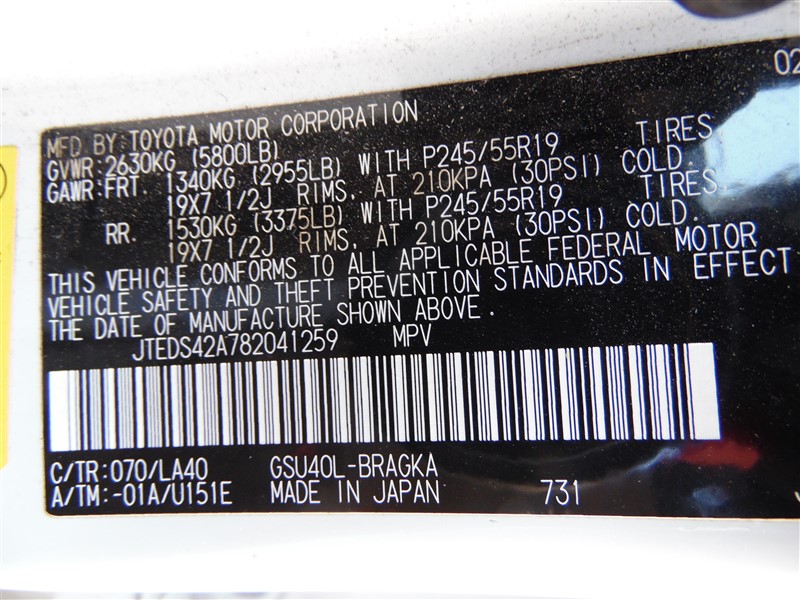 02
MFD BY: TOYOTA MOTOR CORPORATION
GVWR: 2630KG (5800LB)
GAWR: FRT. 1340KG (2955LB) WITH P245/55R19 TIRES,
19X7 1/2J RIMS, AT 210KPA (30PSI) COLD.
RR. 1530KG (3375LB) WITH P245/55R19 TIRES,
19X7 1/2J RIMS, AT 210KPA (30PSI) COLD.
THIS VEHICLE CONFORMS TO ALL APPLICABLE FEDERAL MOTOR
VEHICLE SAFETY AND THEFT PREVENTION STANDARDS IN EFFECT
THE DATE OF MANUFACTURE SHOWN ABOVE.
JTEDS42A782041259 MPV
C/TR: 070/LA40 GSU40L-BRAGKA
A/TM: -01A/U151E MADE IN JAPAN 731